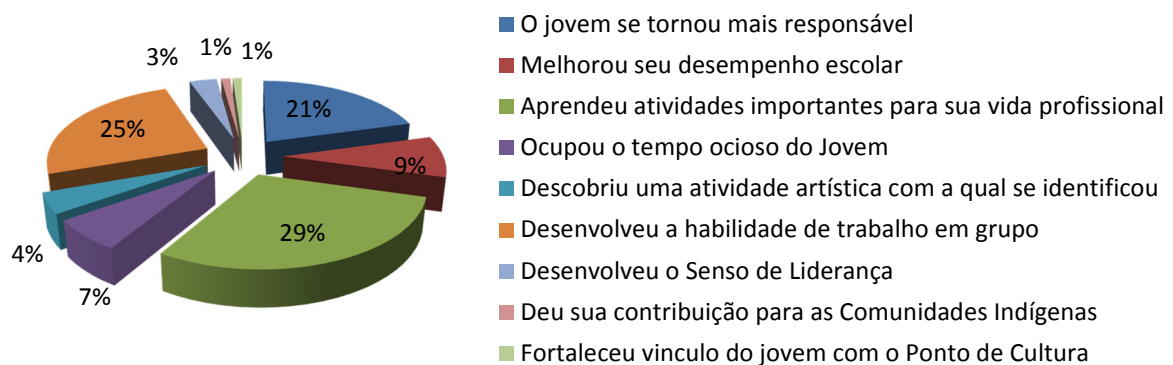 21%
9%
29%
7%
4%
25%
3%
1%
1%
O jovem se tornou mais responsável
Melhorou seu desempenho escolar
Aprendeu atividades importantes para sua vida profissional
Ocupou o tempo ocioso do Jovem
Descobriu uma atividade artística com a qual se identificou
Desenvolveu a habilidade de trabalho em grupo
Desenvolveu o Senso de Liderança
Deu sua contribuição para as Comunidades Indígenas
Fortaleceu vinculo do jovem com o Ponto de Cultura